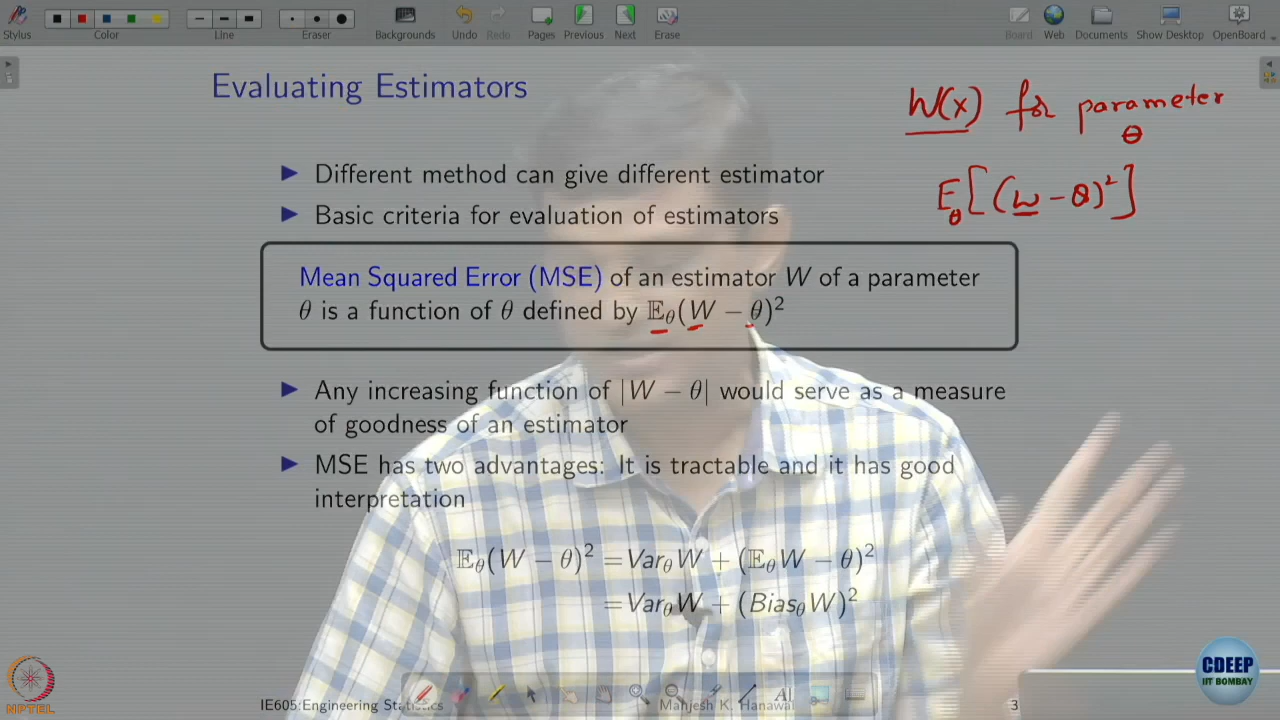 Stylus
Color
Line
Eraser
Backgrounds
Undo
Redo
Pages
Previous
Next
Erase
Board
Web
Documents
Show Desktop
OpenBoard
Evaluating Estimators
W(x) for parameter
θ
E_θ[(W - θ)²]
▶ Different method can give different estimator
▶ Basic criteria for evaluation of estimators
Mean Squared Error (MSE) of an estimator W of a parameter
θ is a function of θ defined by 𝔼_θ(W − θ)²
▶ Any increasing function of |W − θ| would serve as a measure
of goodness of an estimator
▶ MSE has two advantages: It is tractable and it has good
interpretation
𝔼_θ(W − θ)² = Var_θ W + (𝔼_θ W − θ)²
= Var_θ W + (Bias_θ W)²
IE605:Engineering Statistics
Manjesh K. Hanawal
3
NPTEL
CDEEP
IIT BOMBAY